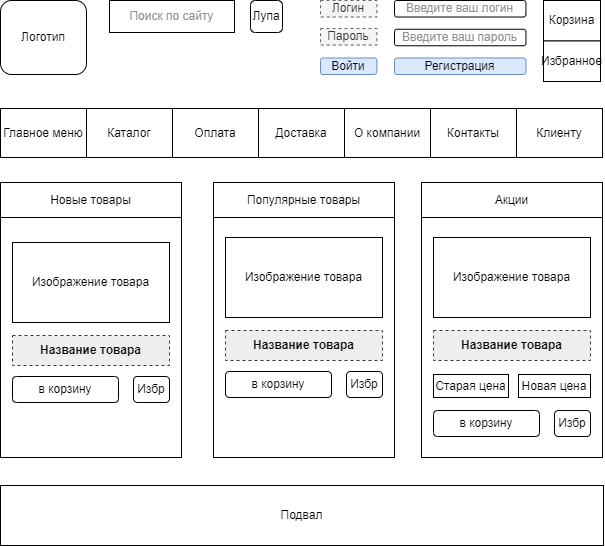 Логотип
Поиск по сайту
Лупа
Логин
Введите ваш логин
Пароль
Введите ваш пароль
Войти
Регистрация
Корзина
Избранное
Главное меню
Каталог
Оплата
Доставка
О компании
Контакты
Клиенту
Новые товары
Изображение товара
Название товара
в корзину
Избр
Популярные товары
Изображение товара
Название товара
в корзину
Избр
Акции
Изображение товара
Название товара
Старая цена
Новая цена
в корзину
Избр
Подвал